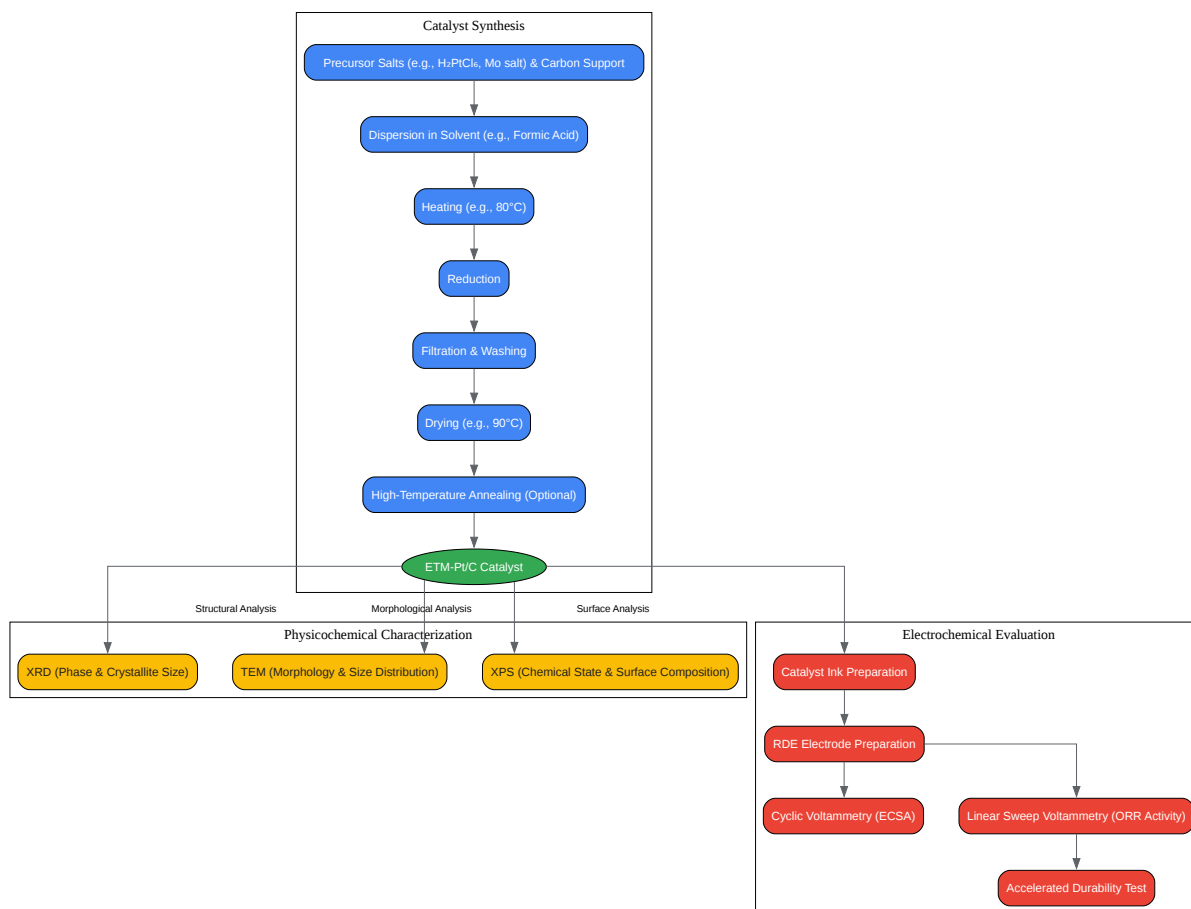 Catalyst Synthesis
Precursor Salts (e.g., H₂PtCl₆, Mo salt) & Carbon Support
Dispersion in Solvent (e.g., Formic Acid)
Heating (e.g., 80°C)
Reduction
Filtration & Washing
Drying (e.g., 90°C)
High-Temperature Annealing (Optional)
ETM-Pt/C Catalyst
Structural Analysis
Morphological Analysis
Surface Analysis
Physicochemical Characterization
XRD (Phase & Crystallite Size)
TEM (Morphology & Size Distribution)
XPS (Chemical State & Surface Composition)
Electrochemical Evaluation
Catalyst Ink Preparation
RDE Electrode Preparation
Cyclic Voltammetry (ECSA)
Linear Sweep Voltammetry (ORR Activity)
Accelerated Durability Test